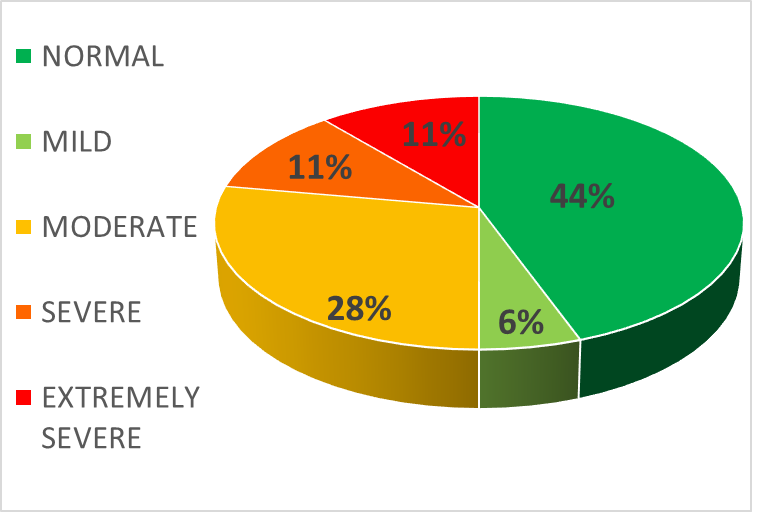 NORMAL
MILD
MODERATE
SEVERE
EXTREMELY
SEVERE
11%
11%
44%
28%
6%